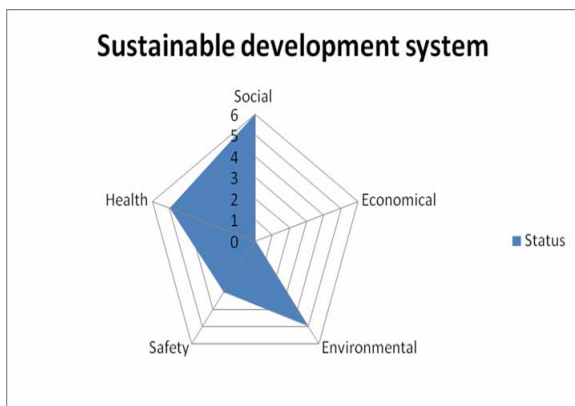 Sustainable development system
Social
6
5
4
3
2
1
0
Health
Economical
Status
Safety
Environmental